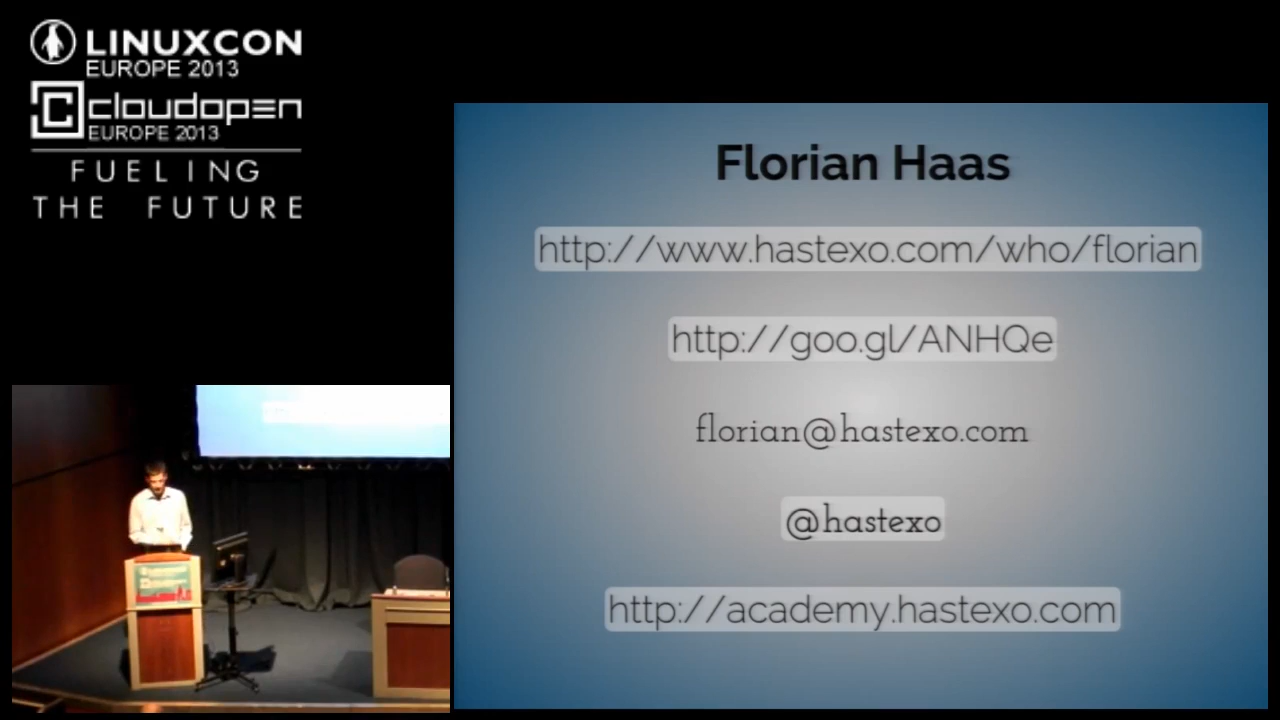 LINUXCON
EUROPE 2013
cloudopen
EUROPE 2013
FUELING
THE FUTURE
Florian Haas
http://www.hastexo.com/who/florian
http://goo.gl/ANHQe
florian@hastexo.com
@hastexo
http://academy.hastexo.com